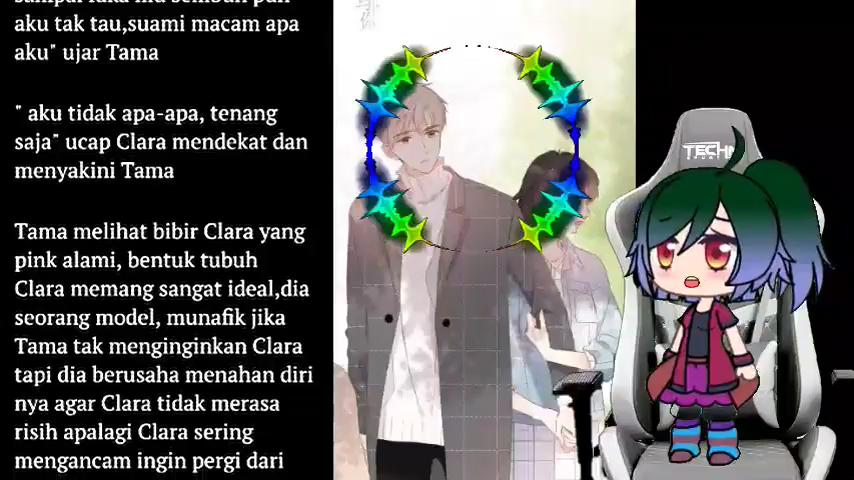 aku tak tau,suami macam apa
aku" ujar Tama
" aku tidak apa-apa, tenang
saja" ucap Clara mendekat dan
menyakini Tama
Tama melihat bibir Clara yang
pink alami, bentuk tubuh
Clara memang sangat ideal,dia
seorang model, munafik jika
Tama tak menginginkan Clara
tapi dia berusaha menahan diri
nya agar Clara tidak merasa
risih apalagi Clara sering
mengancam ingin pergi dari